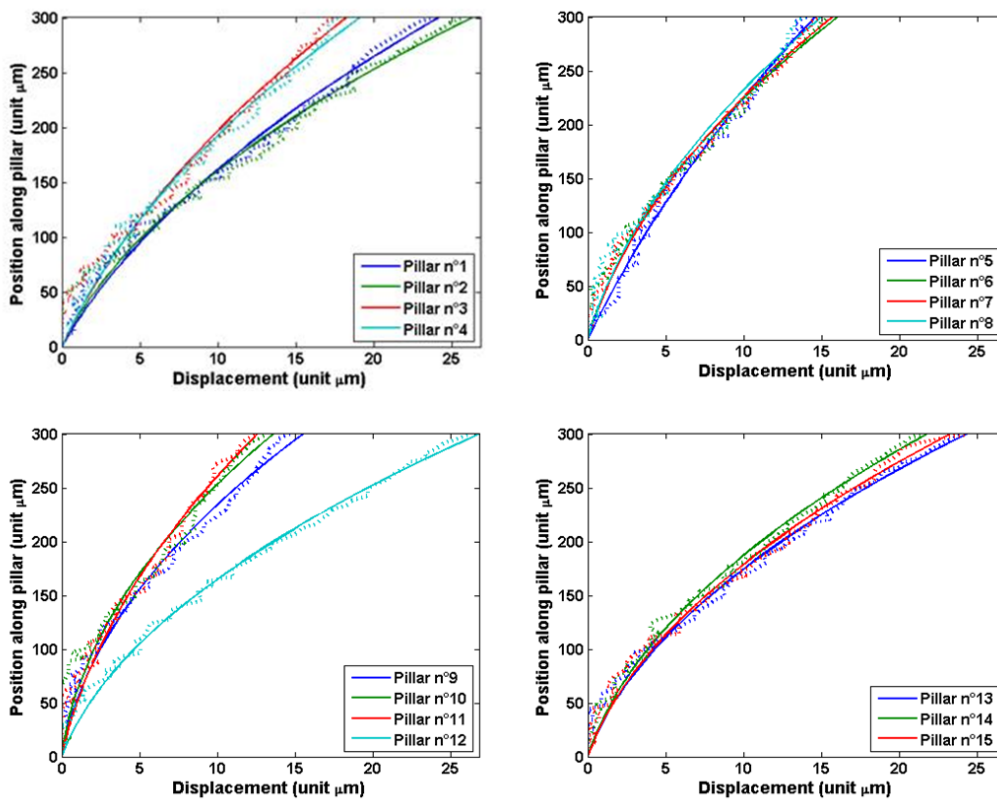 300
250
200
150
100
50
0
Position along pillar (unit μm)
0 5 10 15 20 25
Displacement (unit μm)
Pillar n°1
Pillar n°2
Pillar n°3
Pillar n°4
300
250
200
150
100
50
0
Position along pillar (unit μm)
0 5 10 15 20 25
Displacement (unit μm)
Pillar n°5
Pillar n°6
Pillar n°7
Pillar n°8
300
250
200
150
100
50
0
Position along pillar (unit μm)
0 5 10 15 20 25
Displacement (unit μm)
Pillar n°9
Pillar n°10
Pillar n°11
Pillar n°12
300
250
200
150
100
50
0
Position along pillar (unit μm)
0 5 10 15 20 25
Displacement (unit μm)
Pillar n°13
Pillar n°14
Pillar n°15